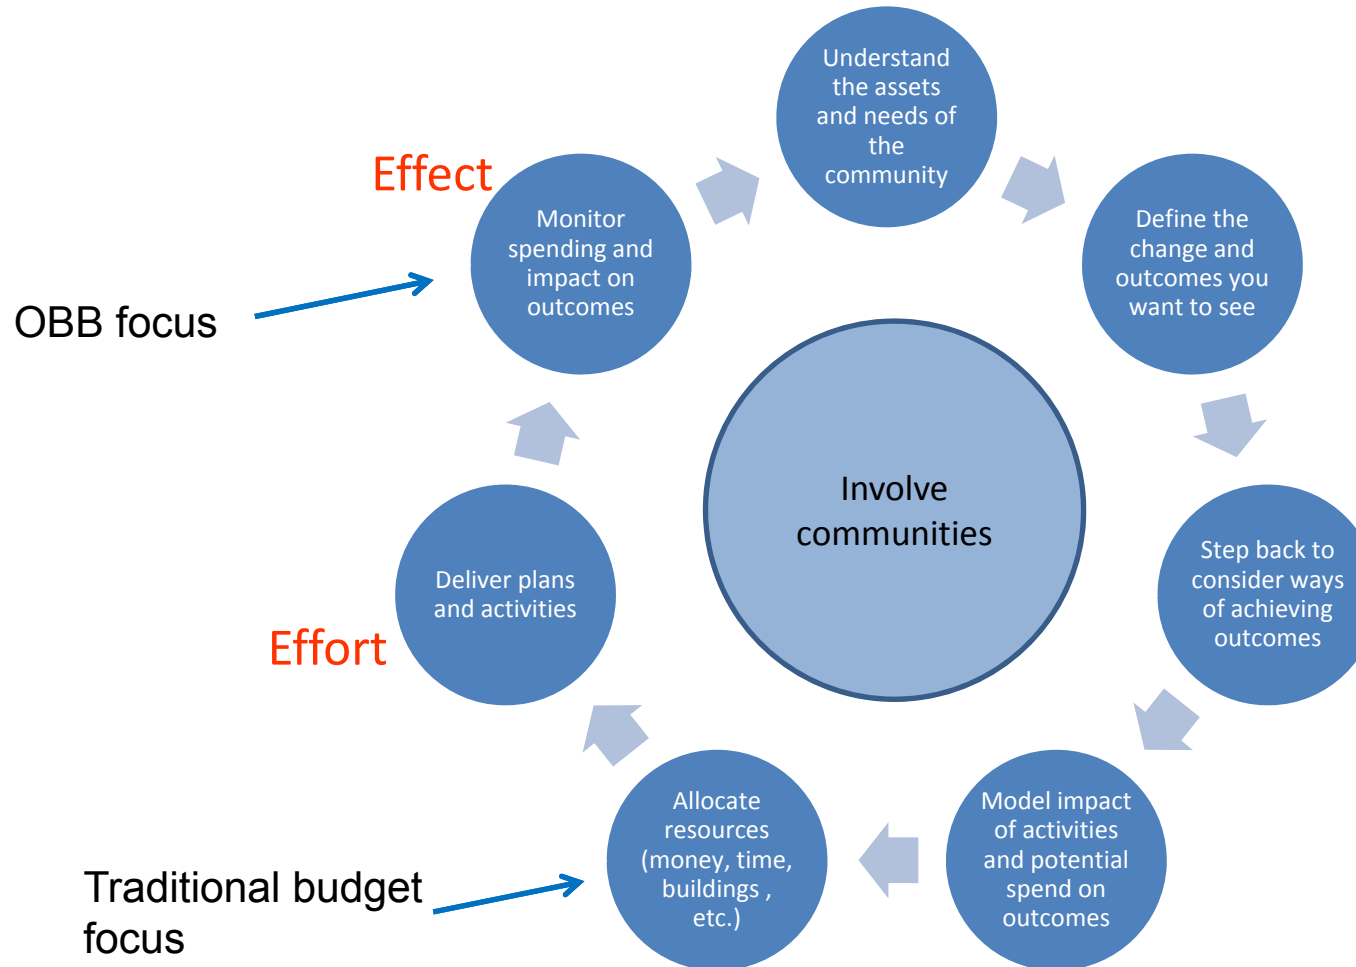 Understand
the assets
and needs of
the
community
Effect
Monitor
spending and
impact on
outcomes
Define the
change and
outcomes you
want to see
OBB focus
Involve
communities
Step back to
consider ways
of achieving
outcomes
Deliver plans
and activities
Effort
Allocate
resources
(money, time,
buildings ,
etc.)
Model impact
of activities
and potential
spend on
outcomes
Traditional budget
focus